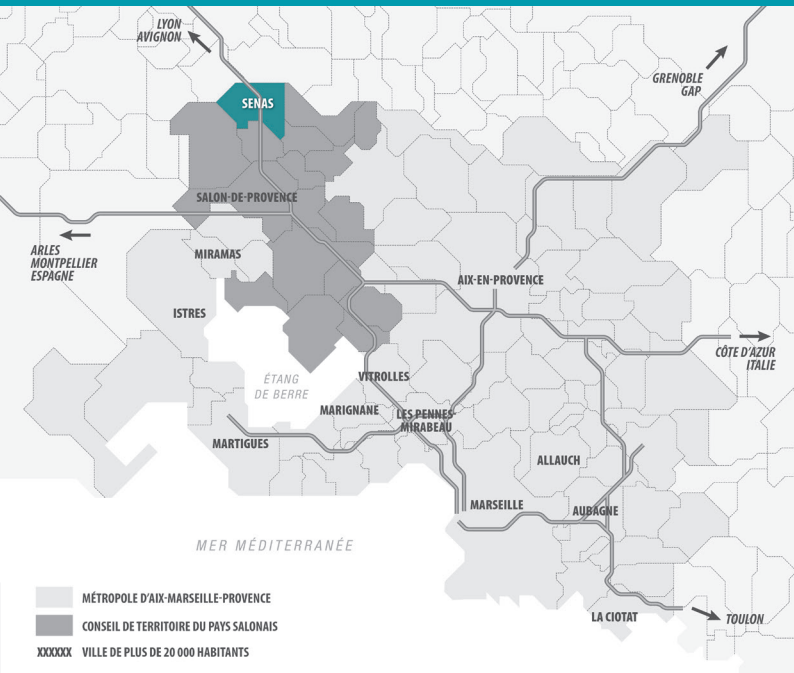 LYON
AVIGNON
GRENOBLE
GAP
SENAS
SALON-DE-PROVENCE
ARLES
MONTPELLIER
ESPAGNE
MIRAMAS
AIX-EN-PROVENCE
ISTRES
CÔTE D'AZUR
ITALIE
ÉTANG
DE BERRE
VITROLLES
MARIGNANE
LES PENNES-
MIRABEAU
MARTIGUES
ALLAUCH
MARSEILLE
AUBAGNE
MER MÉDITERRANÉE
LA CIOTAT
TOULON
MÉTROPOLE D'AIX-MARSEILLE-PROVENCE
CONSEIL DE TERRITOIRE DU PAYS SALONAIS
XXXXXX VILLE DE PLUS DE 20 000 HABITANTS